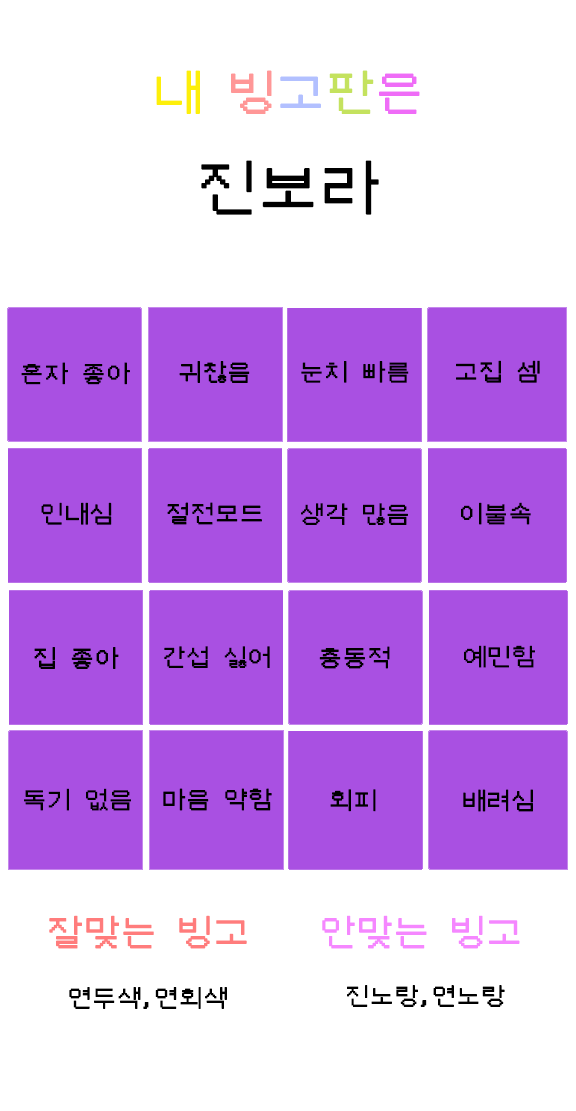 내 빙고판은
진보라
혼자 좋아 귀찮음 눈치 빠름 고집 셈
인내심 절전모드 생각 많음 이불속
집 좋아 간섭 싫어 충동적 예민함
독기 없음 마음 약함 회피 배려심
잘맞는 빙고 안맞는 빙고
연두색, 연회색 진노랑, 연노랑